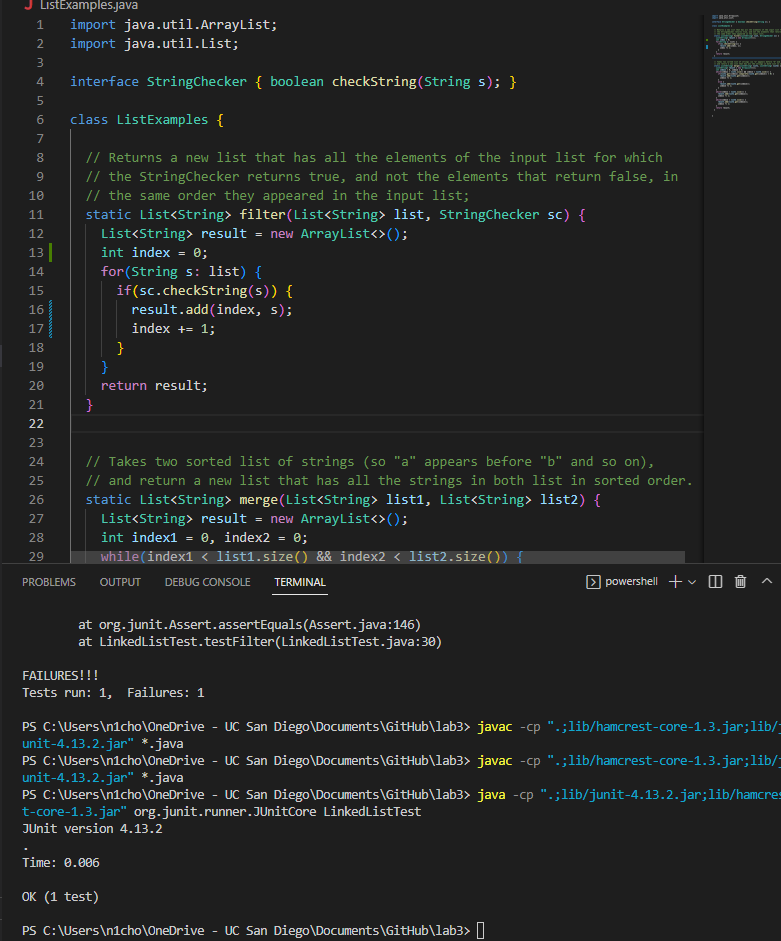 ListExamples.java
1 import java.util.ArrayList;
2 import java.util.List;
3
4 interface StringChecker { boolean checkString(String s); }
5
6 class ListExamples {
7
8 // Returns a new list that has all the elements of the input list for which
9 // the StringChecker returns true, and not the elements that return false, in
10 // the same order they appeared in the input list;
11 static List<String> filter(List<String> list, StringChecker sc) {
12 List<String> result = new ArrayList<>();
13 int index = 0;
14 for(String s: list) {
15 if(sc.checkString(s)) {
16 result.add(index, s);
17 index += 1;
18 }
19 }
20 return result;
21 }
22
23
24 // Takes two sorted list of strings (so "a" appears before "b" and so on),
25 // and return a new list that has all the strings in both list in sorted order.
26 static List<String> merge(List<String> list1, List<String> list2) {
27 List<String> result = new ArrayList<>();
28 int index1 = 0, index2 = 0;
29 while(index1 < list1.size() && index2 < list2.size()) {
PROBLEMS OUTPUT DEBUG CONSOLE TERMINAL powershell
at org.junit.Assert.assertEquals(Assert.java:146)
at LinkedListTest.testFilter(LinkedListTest.java:30)
FAILURES!!!
Tests run: 1,  Failures: 1
PS C:\Users\n1cho\OneDrive - UC San Diego\Documents\GitHub\lab3> javac -cp ".;lib/hamcrest-core-1.3.jar;lib/j
unit-4.13.2.jar" *.java
PS C:\Users\n1cho\OneDrive - UC San Diego\Documents\GitHub\lab3> javac -cp ".;lib/hamcrest-core-1.3.jar;lib/j
unit-4.13.2.jar" *.java
PS C:\Users\n1cho\OneDrive - UC San Diego\Documents\GitHub\lab3> java -cp ".;lib/junit-4.13.2.jar;lib/hamcres
t-core-1.3.jar" org.junit.runner.JUnitCore LinkedListTest
JUnit version 4.13.2
.
Time: 0.006
OK (1 test)
PS C:\Users\n1cho\OneDrive - UC San Diego\Documents\GitHub\lab3>